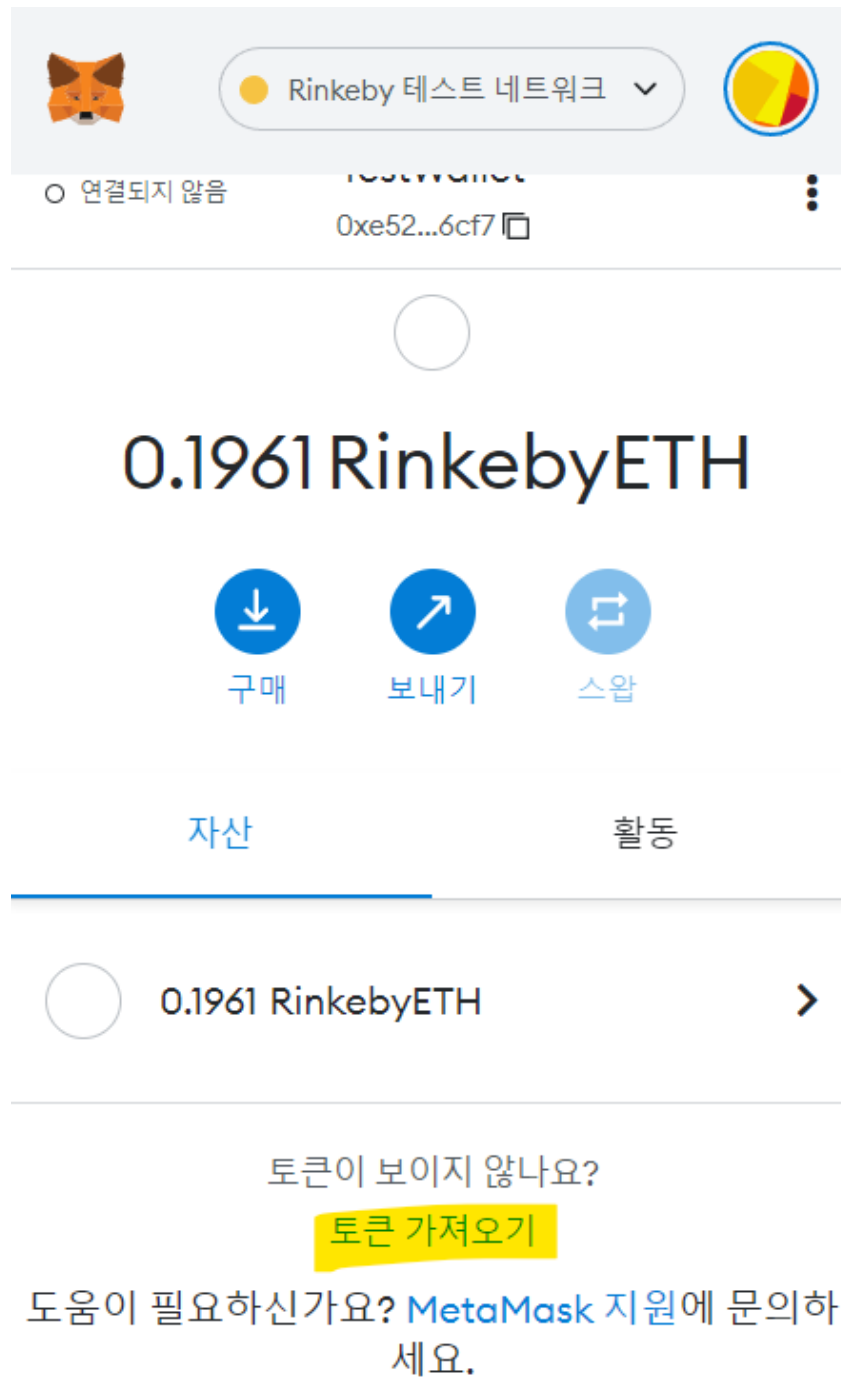 Rinkeby 테스트 네트워크
연결되지 않음
TestWallet
0xe52...6cf7
0.1961 RinkebyETH
구매
보내기
스왑
자산
활동
0.1961 RinkebyETH
토큰이 보이지 않나요?
토큰 가져오기
도움이 필요하신가요? MetaMask 지원에 문의하
세요.